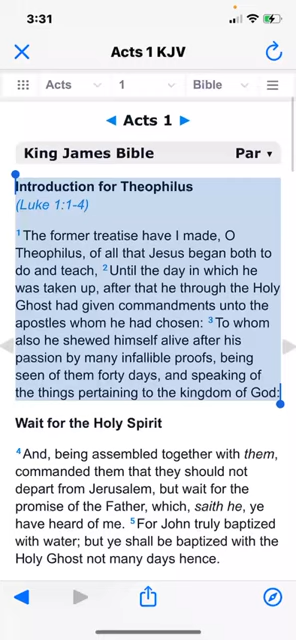 3:31
Acts 1 KJV
Acts 1 Bible
Acts 1
King James Bible Par
Introduction for Theophilus
(Luke 1:1-4)
1 The former treatise have I made, O
Theophilus, of all that Jesus began both to
do and teach, 2 Until the day in which he
was taken up, after that he through the Holy
Ghost had given commandments unto the
apostles whom he had chosen: 3 To whom
also he shewed himself alive after his
passion by many infallible proofs, being
seen of them forty days, and speaking of
the things pertaining to the kingdom of God:
Wait for the Holy Spirit
4 And, being assembled together with them,
commanded them that they should not
depart from Jerusalem, but wait for the
promise of the Father, which, saith he, ye
have heard of me. 5 For John truly baptized
with water; but ye shall be baptized with the
Holy Ghost not many days hence.